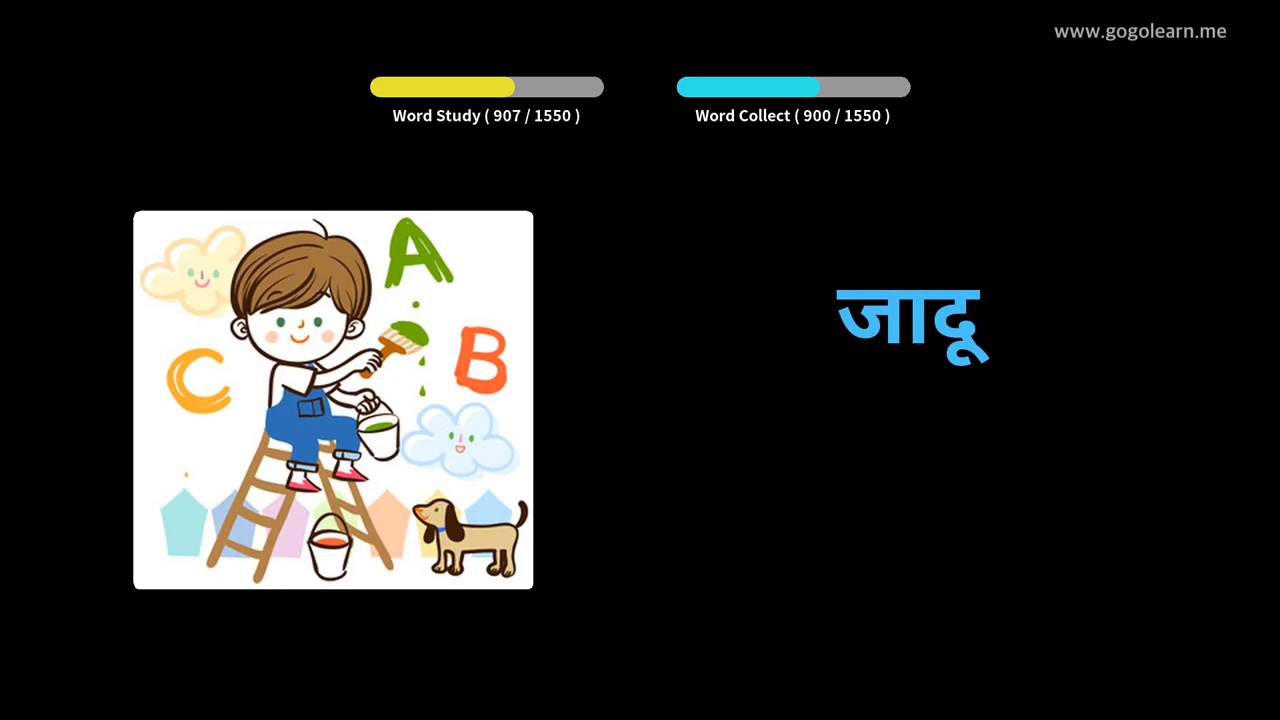 www.gogolearn.me
Word Study ( 907 / 1550 )
Word Collect ( 900 / 1550 )
A
B
C
जादू